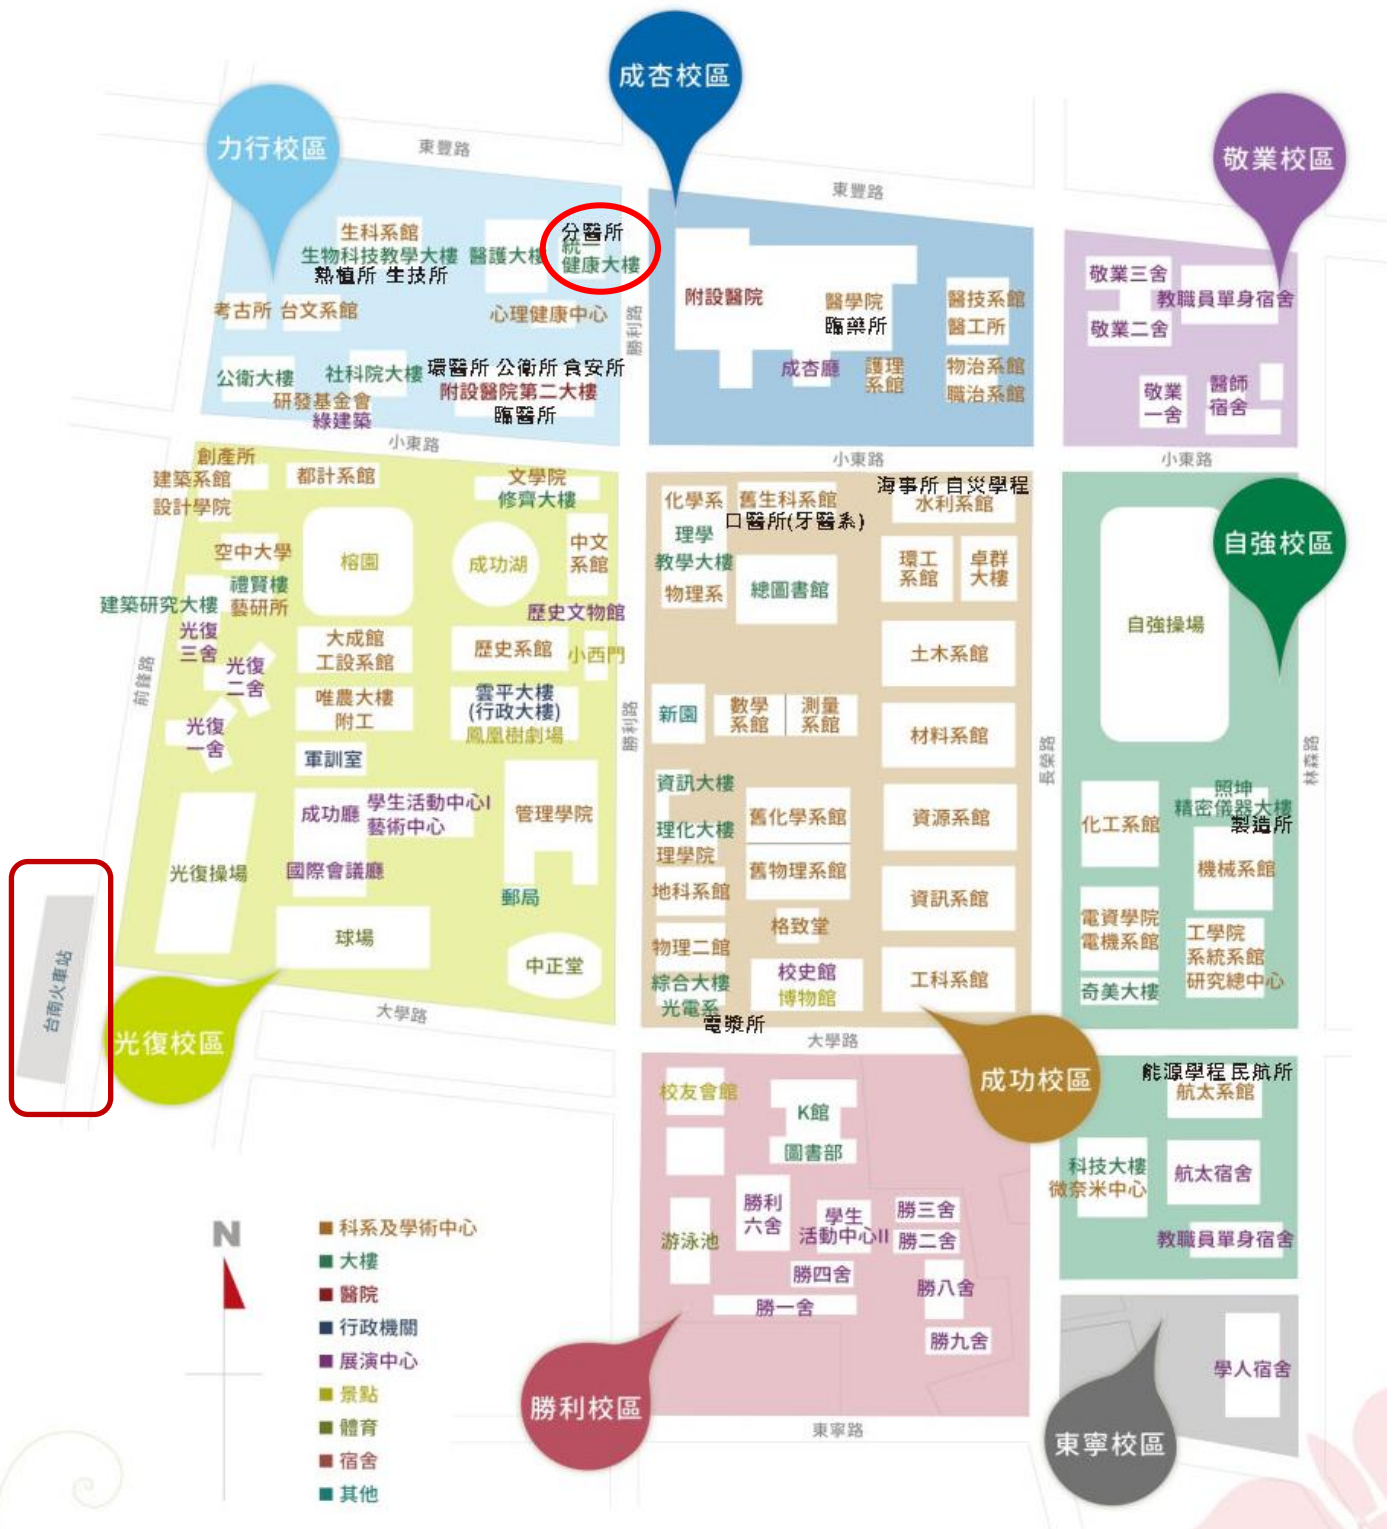 成杏校區
力行校區
東豐路
敬業校區
東豐路
生科系館
生物科技教學大樓
熱植所 生技所
醫護大樓
分醫所
統一
健康大樓
考古所
台文系館
心理健康中心
勝利路
公衛大樓
社科院大樓
研發基金會
綠建築
環醫所 公衛所 食安所
附設醫院第二大樓
臨醫所
附設醫院
醫學院
臨藥所
成杏廳
護理
系館
醫技系館
醫工所
物治系館
職治系館
敬業三舍
教職員單身宿舍
敬業二舍
敬業
一舍
醫師
宿舍
小東路
小東路
小東路
創產所
建築系館
設計學院
都計系館
文學院
修齊大樓
空中大學
榕園
成功湖
中文
系館
禮賢樓
建築研究大樓
藝研所
歷史文物館
光復
三舍
光復
二舍
大成館
工設系館
歷史系館
小西門
前鋒路
唯農大樓
附工
雲平大樓
(行政大樓)
鳳凰樹劇場
勝利路
光復
一舍
軍訓室
成功廳
學生活動中心I
藝術中心
管理學院
光復操場
國際會議廳
郵局
球場
中正堂
台南火車站
光復校區
大學路
化學系
舊生科系館
口醫所(牙醫系)
海事所 自災學程
水利系館
理學
教學大樓
物理系
總圖書館
環工
系館
卓群
大樓
土木系館
新園
數學
系館
測量
系館
材料系館
長榮路
資訊大樓
理化大樓
理學院
舊化學系館
資源系館
舊物理系館
地科系館
資訊系館
格致堂
物理二館
綜合大樓
光電系
電漿所
校史館
博物館
工科系館
大學路
成功校區
自強校區
自強操場
林森路
化工系館
照坤
精密儀器大樓
製造所
機械系館
電資學院
電機系館
工學院
系統系館
研究總中心
奇美大樓
能源學程 民航所
航太系館
科技大樓
微奈米中心
航太宿舍
教職員單身宿舍
校友會館
K館
圖書部
勝利
六舍
學生
活動中心II
勝三舍
勝二舍
游泳池
勝四舍
勝一舍
勝八舍
勝九舍
勝利校區
東寧路
學人宿舍
東寧校區
N
科系及學術中心
大樓
醫院
行政機關
展演中心
景點
體育
宿舍
其他